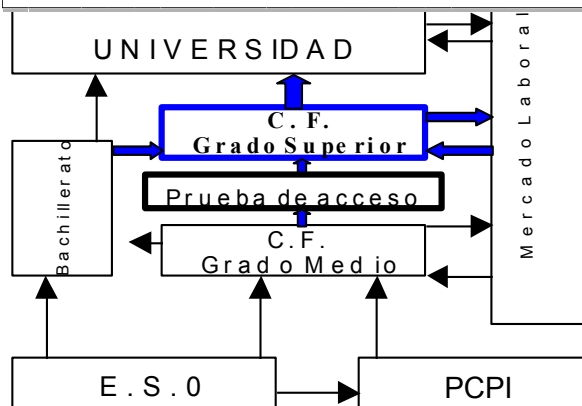 UNIVERSIDAD
C. F.
Grado Superior
Prueba de acceso
C.F.
Grado Medio
Bachillerato
Mercado Laboral
E.S.0
PCPI